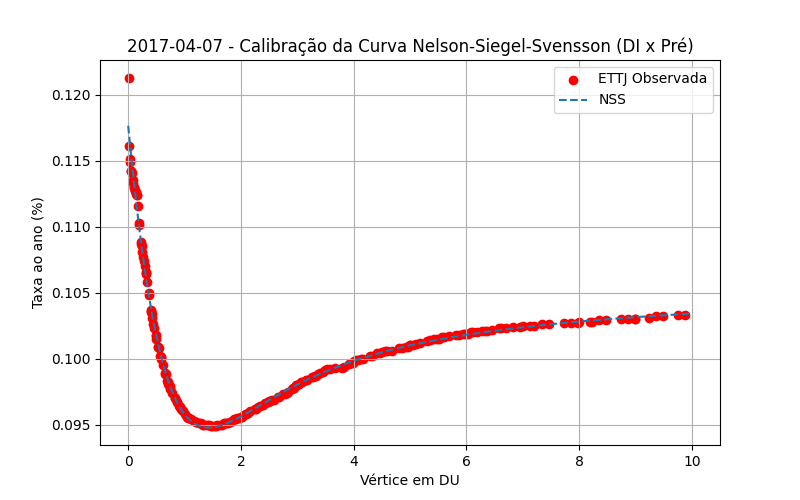 2017-04-07 - Calibração da Curva Nelson-Siegel-Svensson (DI x Pré)
ETTJ Observada
NSS
Taxa ao ano (%)
0.120
0.115
0.110
0.105
0.100
0.095
0 2 4 6 8 10
Vértice em DU